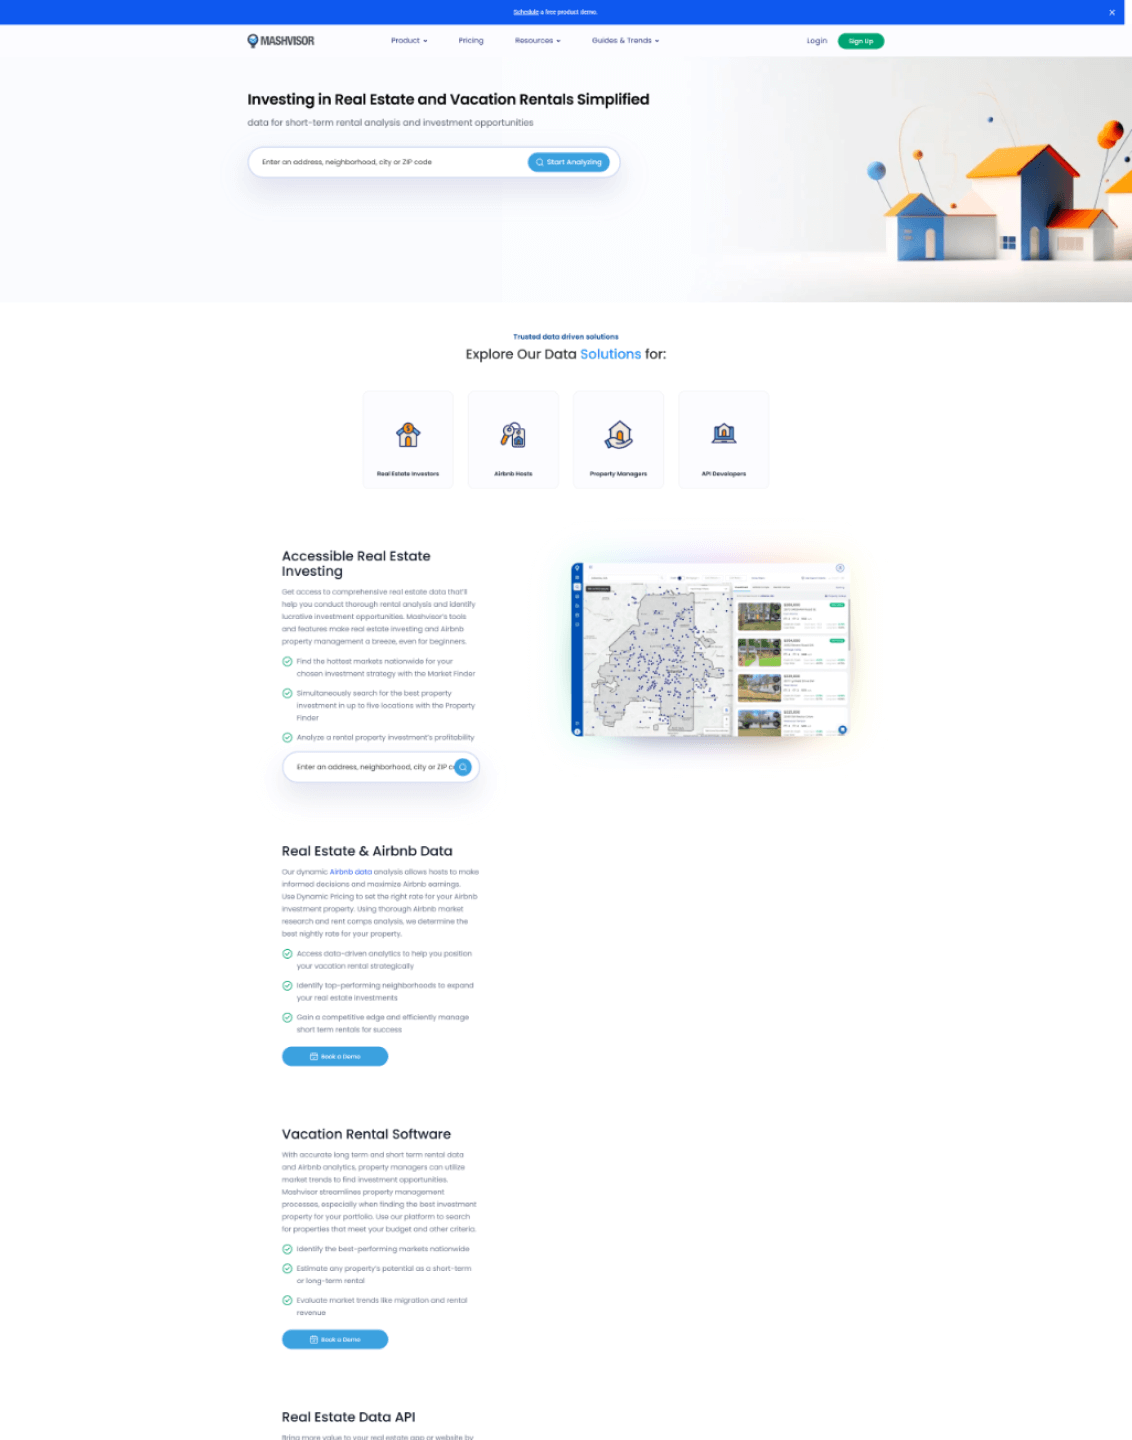 Schedule a free product demo.
MASHVISOR
Product
Pricing
Resources
Guides & Trends
Login
Sign Up
Investing in Real Estate and Vacation Rentals Simplified
data for short-term rental analysis and investment opportunities
Enter an address, neighborhood, city or ZIP code
Start Analyzing
Trusted data driven solutions
Explore Our Data Solutions for:
Real Estate Investors
Airbnb Hosts
Property Managers
API Developers
Accessible Real Estate
Investing
Get access to comprehensive real estate data that'll
help you conduct thorough rental analysis and identify
lucrative investment opportunities. Mashvisor's tools
and features make real estate investing and Airbnb
property management a breeze, even for beginners.
Find the hottest markets nationwide for your
chosen investment strategy with the Market Finder
Simultaneously search for the best property
investment in up to five locations with the Property
Finder
Analyze a rental property investment's profitability
Enter an address, neighborhood, city or ZIP c
Real Estate & Airbnb Data
Our dynamic Airbnb data analysis allows hosts to make
informed decisions and maximize Airbnb earnings.
Use Dynamic Pricing to set the right rate for your Airbnb
investment property. Using thorough Airbnb market
research and rent comps analysis, we determine the
best nightly rate for your property.
Access data-driven analytics to help you position
your vacation rental strategically
Identify top-performing neighborhoods to expand
your real estate investments
Gain a competitive edge and efficiently manage
short term rentals for success
Book a Demo
Vacation Rental Software
With accurate long term and short term rental data
and Airbnb analytics, property managers can utilize
market trends to find investment opportunities.
Mashvisor streamlines property management
processes, especially when finding the best investment
property for your portfolio. Use our platform to search
for properties that meet your budget and other criteria.
Identify the best-performing markets nationwide
Estimate any property's potential as a short-term
or long-term rental
Evaluate market trends like migration and rental
revenue
Book a Demo
Real Estate Data API
Bring more value to your real estate app or website by